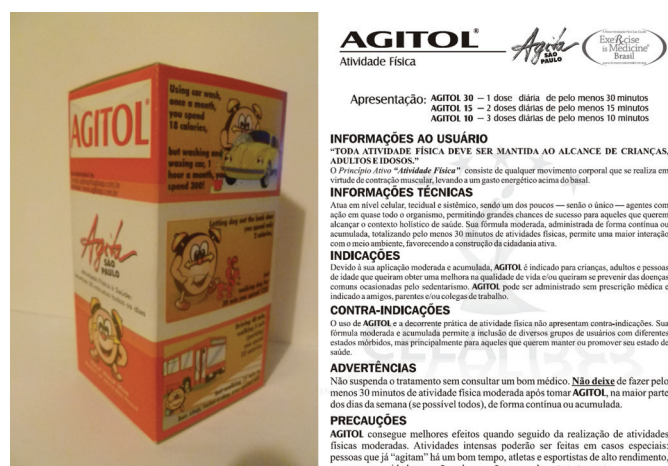 AGITOL
Using car wash,
once a month,
you spend
18 calories,
but washing and
waxing car, 1
hour a month, you
spend 300!
Letting dog out the back door
you spend only
2 calories
Agita
SÃO
PAULO
AGITOL®
Atividade Física
Agita
SÃO
PAULO
Exe℞cise
is Medicine®
Brasil
Apresentação: AGITOL 30 — 1 dose diária de pelo menos 30 minutos
AGITOL 15 — 2 doses diárias de pelo menos 15 minutos
AGITOL 10 — 3 doses diárias de pelo menos 10 minutos
INFORMAÇÕES AO USUÁRIO
“TODA ATIVIDADE FÍSICA DEVE SER MANTIDA AO ALCANCE DE CRIANÇAS,
ADULTOS E IDOSOS.”
O Princípio Ativo “Atividade Física” consiste de qualquer movimento corporal que se realiza em
virtude de contração muscular, levando a um gasto energético acima do basal.
INFORMAÇÕES TÉCNICAS
Atua em nível celular, tecidual e sistêmico, sendo um dos poucos — senão o único — agentes com
ação em quase todo o organismo, permitindo grandes chances de sucesso para aqueles que querem
alcançar o contexto holístico de saúde. Sua fórmula moderada, administrada de forma contínua ou
acumulada, totalizando pelo menos 30 minutos de atividades físicas, permite uma maior interação
com o meio ambiente, favorecendo a construção da cidadania ativa.
INDICAÇÕES
Devido à sua aplicação moderada e acumulada, AGITOL é indicado para crianças, adultos e pessoas
de idade que queiram obter uma melhora na qualidade de vida e/ou queiram se prevenir das doenças
comuns ocasionadas pelo sedentarismo. AGITOL pode ser administrado sem prescrição médica e
indicado a amigos, parentes e/ou colegas de trabalho.
CONTRA-INDICAÇÕES
O uso de AGITOL e a decorrente prática de atividade física não apresentam contra-indicações. Sua
fórmula moderada e acumulada permite a inclusão de diversos grupos de usuários com diferentes
estados mórbidos, mas principalmente para aqueles que querem manter ou promover seu estado de
saúde.
ADVERTÊNCIAS
Não suspenda o tratamento sem consultar um bom médico. Não deixe de fazer pelo
menos 30 minutos de atividade física moderada após tomar AGITOL, na maior parte
dos dias da semana (se possível todos), de forma contínua ou acumulada.
PRECAUÇÕES
AGITOL consegue melhores efeitos quando seguido da realização de atividades
físicas moderadas. Atividades intensas poderão ser feitas em casos especiais:
pessoas que já “agitam” há um bom tempo, atletas e esportistas de alto rendimento,